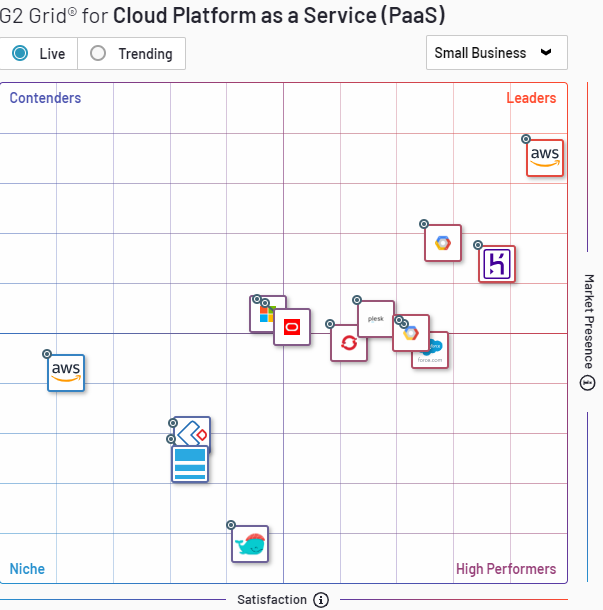 G2 Grid® for Cloud Platform as a Service (PaaS)
Live
Trending
Small Business
Contenders
Leaders
aws
plesk
force
force.com
aws
Market Presence
Niche
High Performers
Satisfaction